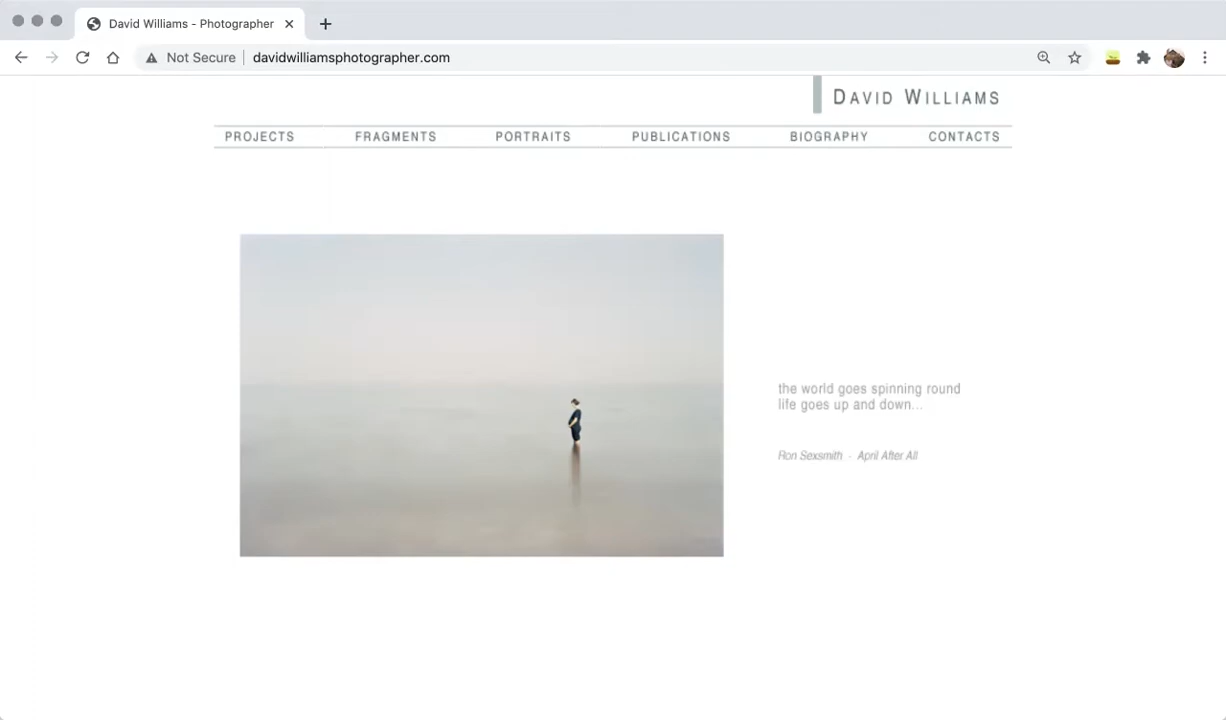 David Williams - Photographer
Not Secure
davidwilliamsphotographer.com
DAVID WILLIAMS
PROJECTS FRAGMENTS PORTRAITS PUBLICATIONS BIOGRAPHY CONTACTS
the world goes spinning round
life goes up and down...
Ron Sexsmith · April After All